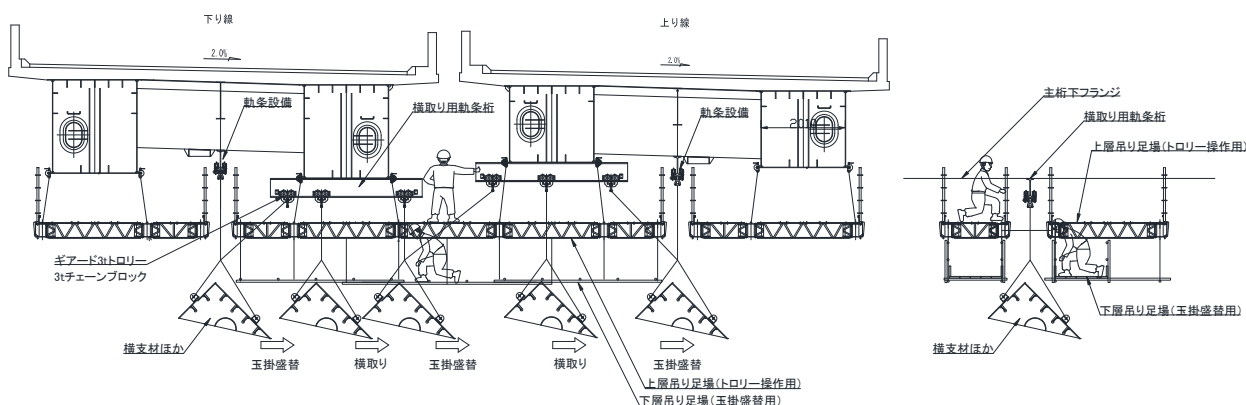 下り線
上り線
2.0%
2.0%
軌条設備
横取り用軌条桁
軌条設備
2010
主桁下フランジ
横取り用軌条桁
上層吊り足場(トロリー操作用)
ギアード3tトロリー
3tチェーンブロック
横支材ほか
玉掛盛替
横取り
玉掛盛替
横取り
玉掛盛替
上層吊り足場(トロリー操作用)
下層吊り足場(玉掛盛替用)
下層吊り足場(玉掛盛替用)
横支材ほか